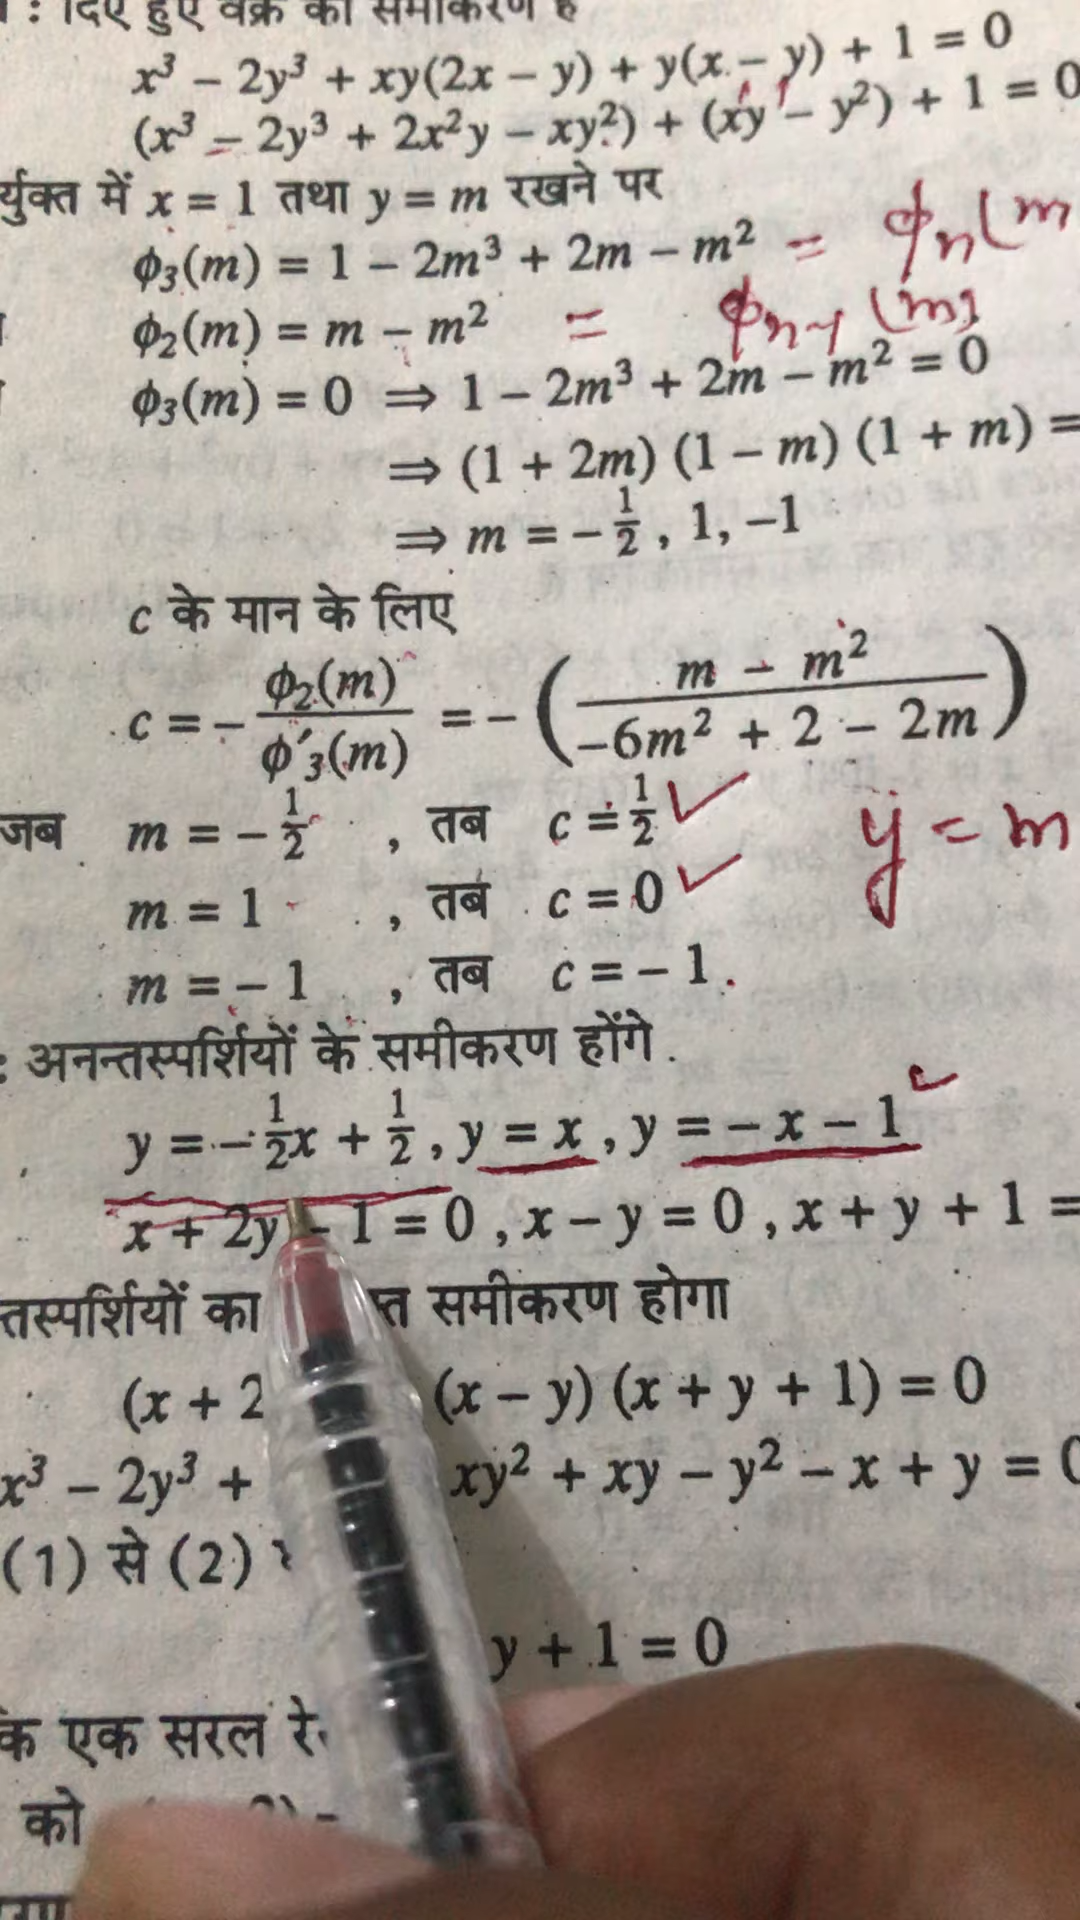 : दिए हुए वक्र का समीकरण है
x³ − 2y³ + xy(2x − y) + y(x − y) + 1 = 0
(x³ − 2y³ + 2x²y − xy²) + (xy − y²) + 1 = 0
र्युक्त में x = 1 तथा y = m रखने पर
ϕ₃(m) = 1 − 2m³ + 2m − m² = ϕₙ(m
ϕ₂(m) = m − m² = ϕₙ₋₁(m)
ϕ₃(m) = 0 ⇒ 1 − 2m³ + 2m − m² = 0
⇒ (1 + 2m) (1 − m) (1 + m) =
⇒ m = −1/2 , 1, −1
c के मान के लिए
c = − ϕ₂(m)/ϕ′₃(m) = − ( (m − m²)/(−6m² + 2 − 2m) )
जब m = − 1/2 , तब c = 1/2 ✓ y = m
m = 1 , तब c = 0 ✓
m = − 1 , तब c = − 1 .
: अनन्तस्पर्शियों के समीकरण होंगे .
y = −1/2x + 1/2 , y = x , y = − x − 1
x + 2y − 1 = 0 , x − y = 0 , x + y + 1 =
तस्पर्शियों का त समीकरण होगा
(x + 2 (x − y) (x + y + 1) = 0
x³ − 2y³ + xy² + xy − y² − x + y = 0
(1) से (2)
y + 1 = 0
के एक सरल रे
को